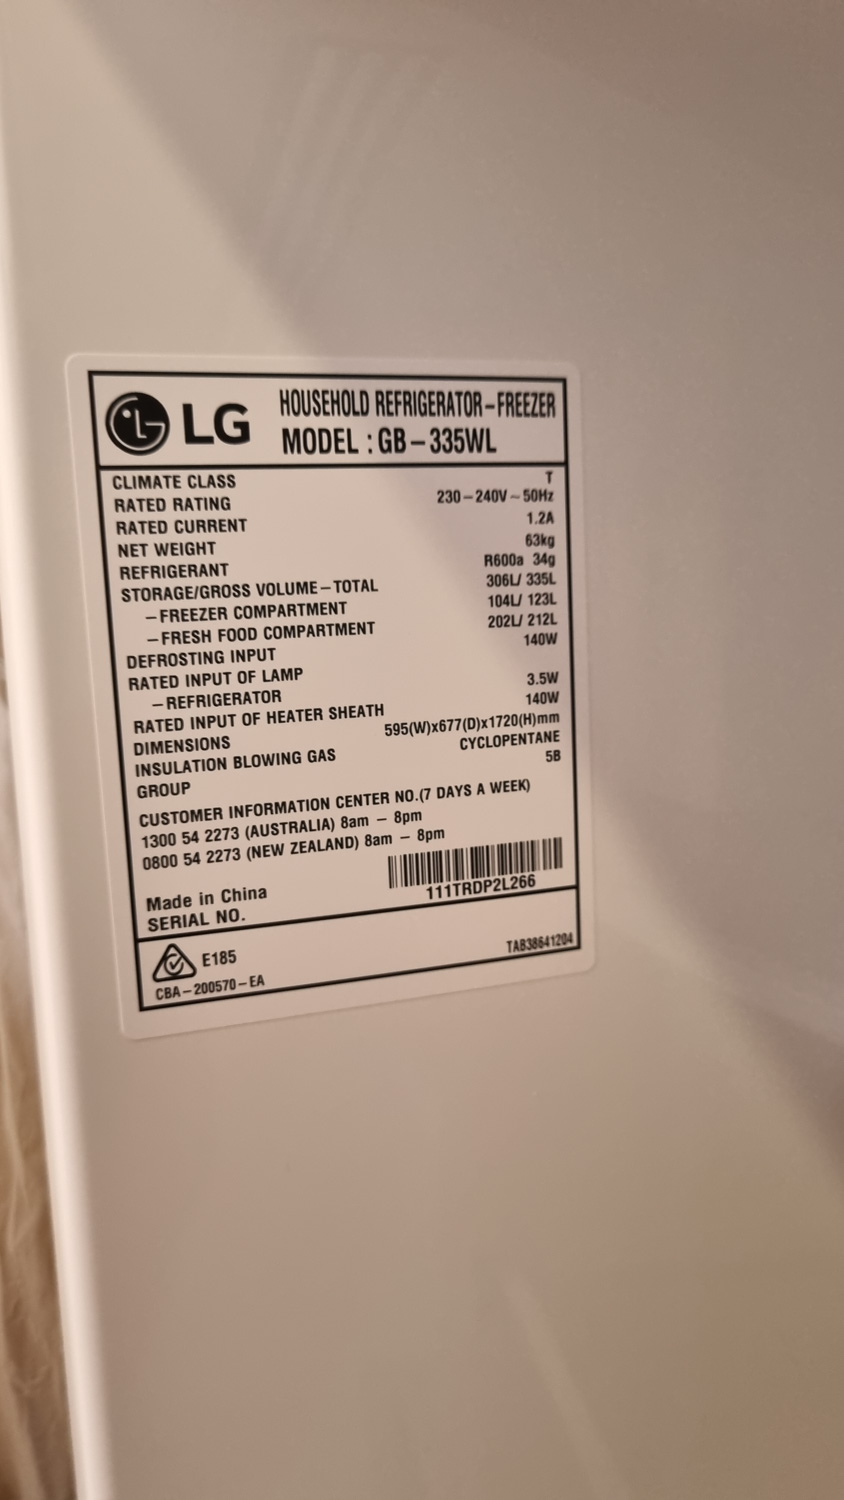 LG
HOUSEHOLD REFRIGERATOR-FREEZER
MODEL : GB-335WL
CLIMATE CLASS T
RATED RATING 230-240V~50Hz
RATED CURRENT 1.2A
NET WEIGHT 63kg
REFRIGERANT R600a 34g
STORAGE/GROSS VOLUME-TOTAL 306L/ 335L
-FREEZER COMPARTMENT 104L/ 123L
-FRESH FOOD COMPARTMENT 202L/ 212L
DEFROSTING INPUT 140W
RATED INPUT OF LAMP
-REFRIGERATOR 3.5W
RATED INPUT OF HEATER SHEATH 140W
DIMENSIONS 595(W)x677(D)x1720(H)mm
INSULATION BLOWING GAS CYCLOPENTANE
GROUP 5B
CUSTOMER INFORMATION CENTER NO.(7 DAYS A WEEK)
1300 54 2273 (AUSTRALIA) 8am - 8pm
0800 54 2273 (NEW ZEALAND) 8am - 8pm
Made in China
SERIAL NO. 111TRDP2L266
E185
CBA-200570-EA TAB38641204